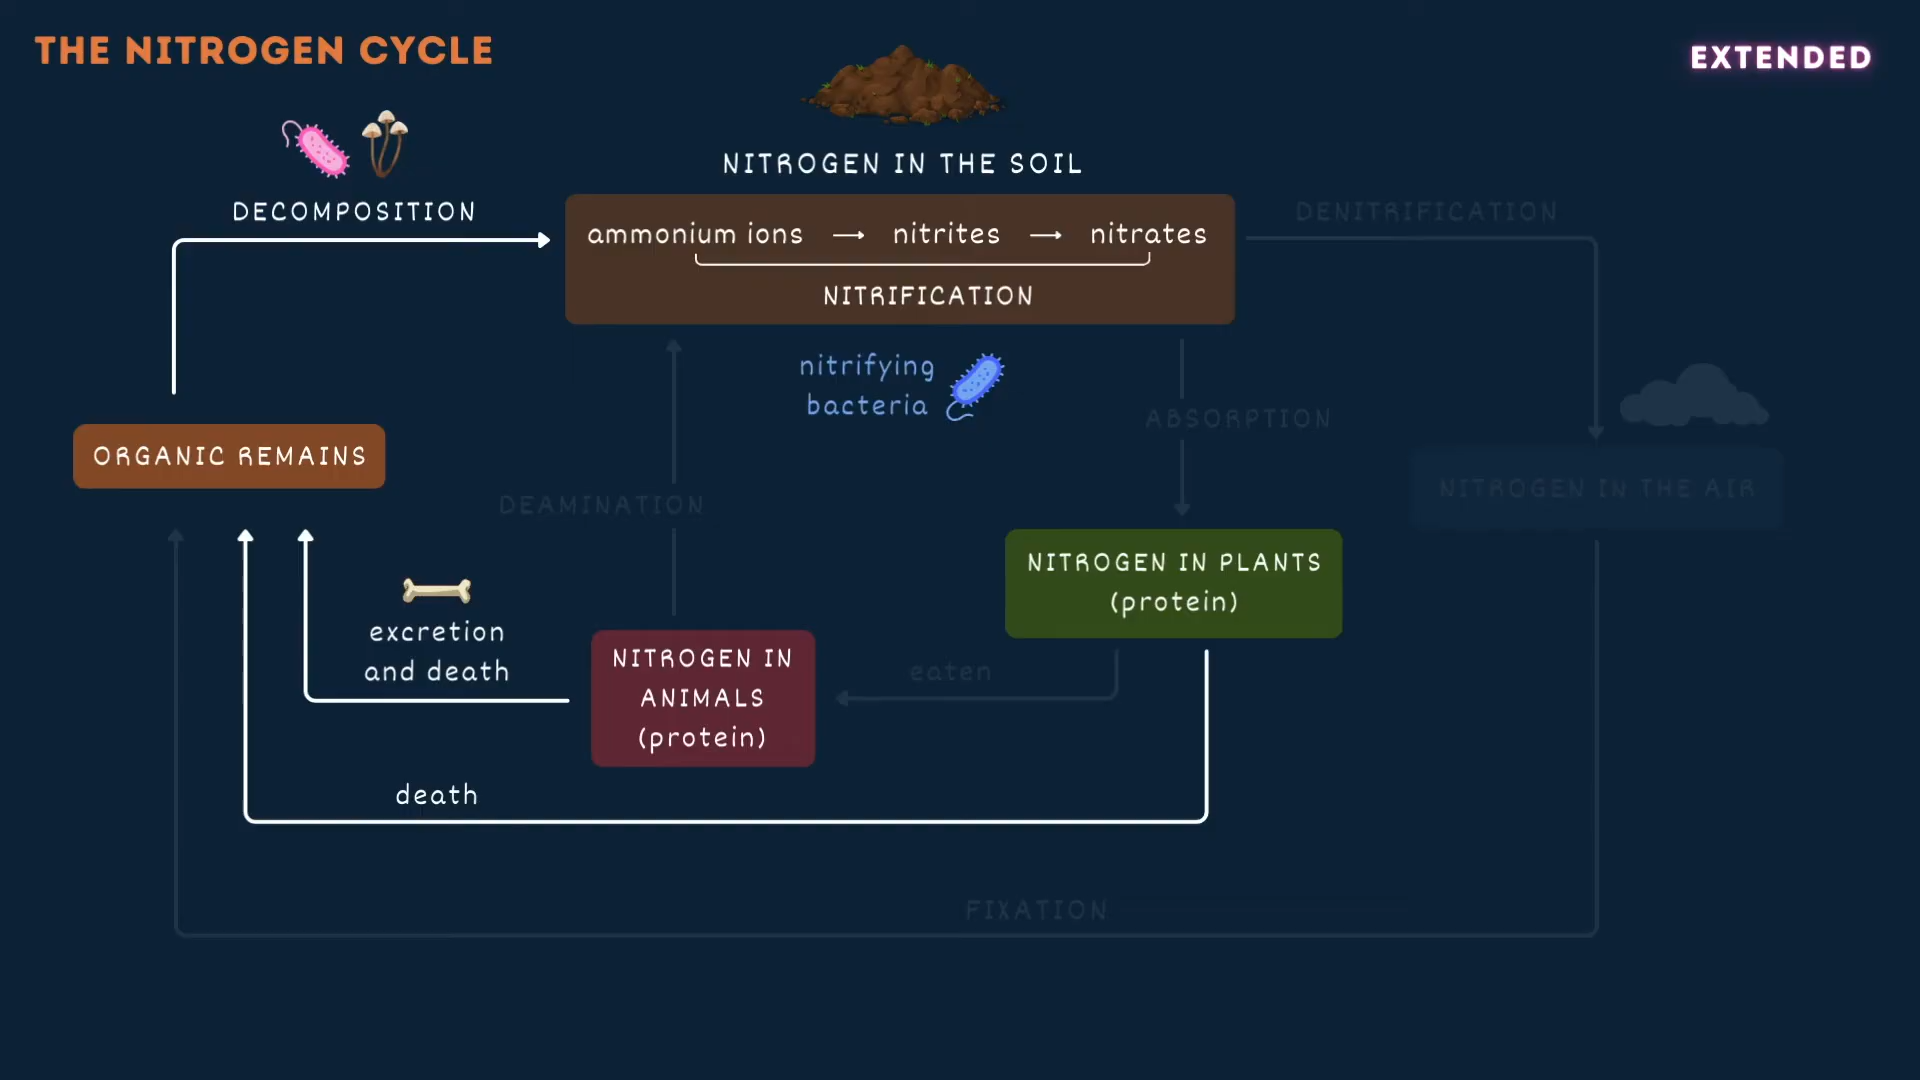 THE NITROGEN CYCLE
EXTENDED
NITROGEN IN THE SOIL
DECOMPOSITION
DENITRIFICATION
ammonium ions → nitrites → nitrates
NITRIFICATION
nitrifying
bacteria
ABSORPTION
ORGANIC REMAINS
NITROGEN IN THE AIR
DEAMINATION
NITROGEN IN PLANTS
(protein)
excretion
and death
NITROGEN IN
ANIMALS
(protein)
eaten
death
FIXATION